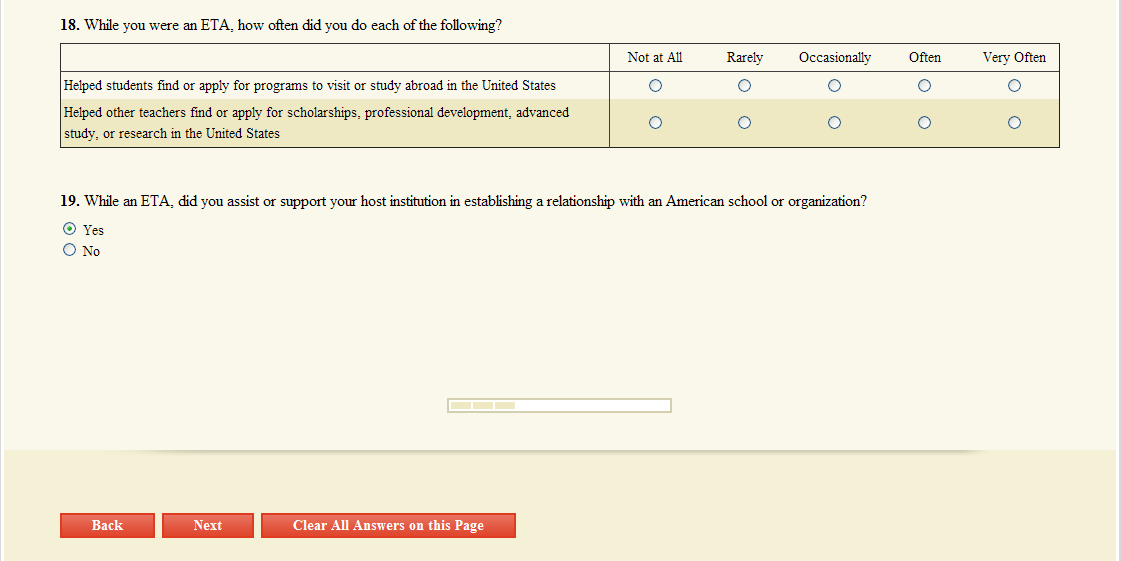 18. While you were an ETA, how often did you do each of the following?
Not at All Rarely Occasionally Often Very Often
Helped students find or apply for programs to visit or study abroad in the United States
Helped other teachers find or apply for scholarships, professional development, advanced
study, or research in the United States
19. While an ETA, did you assist or support your host institution in establishing a relationship with an American school or organization?
Yes
No
Back Next Clear All Answers on this Page